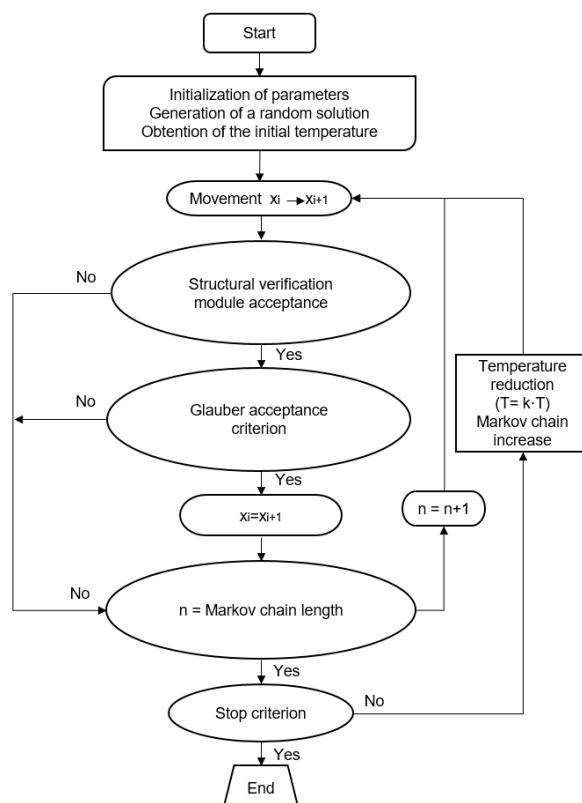 Start
Initialization of parameters
Generation of a random solution
Obtention of the initial temperature
Movement xi → xi+1
No
Structural verification
module acceptance
Yes
Temperature
reduction
(T= k·T)
Markov chain
increase
No
Glauber acceptance
criterion
Yes
xi=xi+1
n = n+1
No
n = Markov chain length
Yes
No
Stop criterion
Yes
End